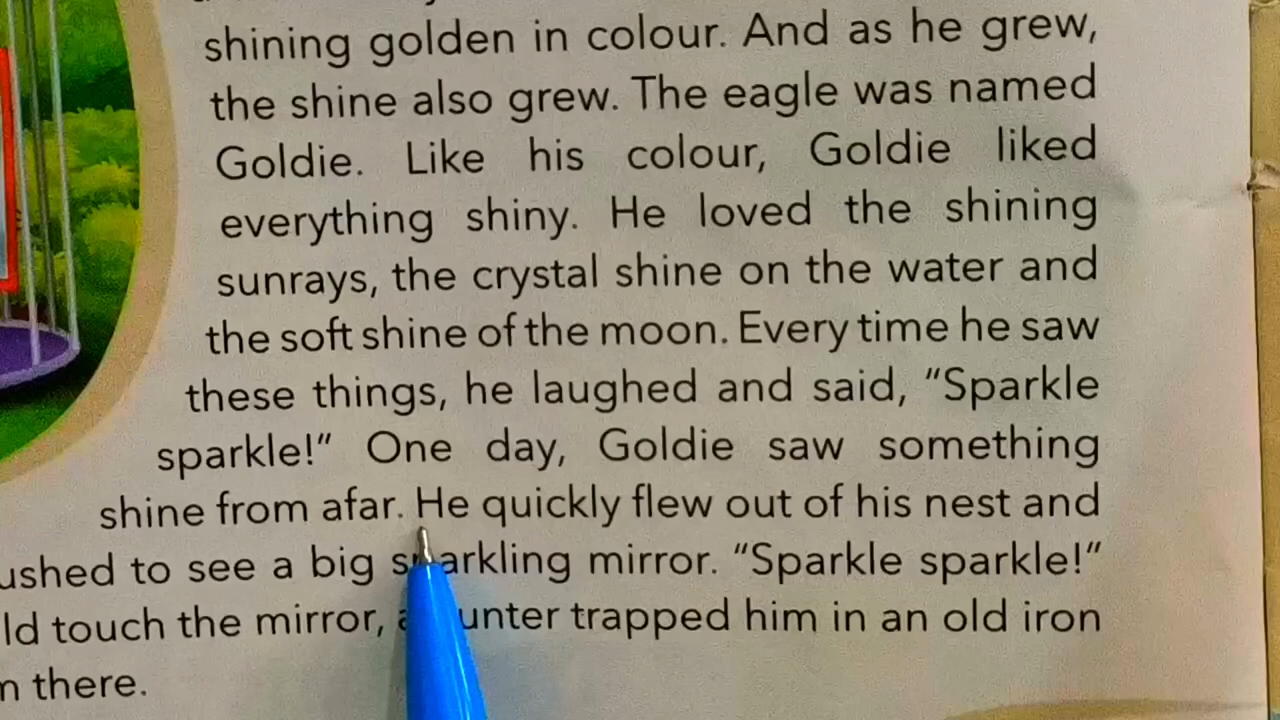 shining golden in colour. And as he grew,
the shine also grew. The eagle was named
Goldie. Like his colour, Goldie liked
everything shiny. He loved the shining
sunrays, the crystal shine on the water and
the soft shine of the moon. Every time he saw
these things, he laughed and said, “Sparkle
sparkle!” One day, Goldie saw something
shine from afar. He quickly flew out of his nest and
ushed to see a big sparkling mirror. “Sparkle sparkle!”
ld touch the mirror, a hunter trapped him in an old iron
there.